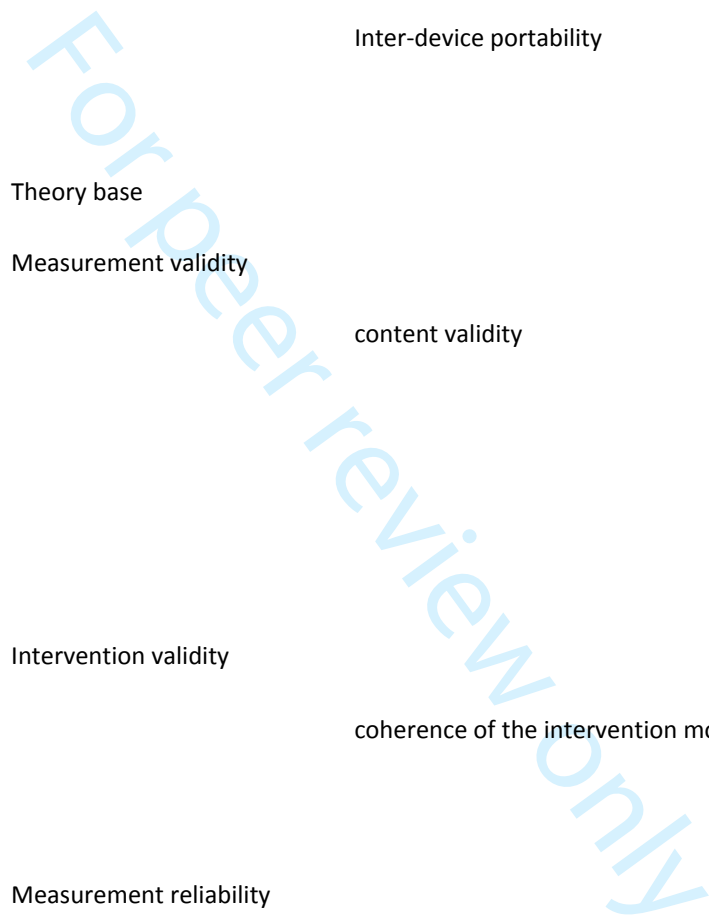 Inter-device portability
Theory base
Measurement validity
content validity
Intervention validity
coherence of the intervention mo
Measurement reliability
For peer review only